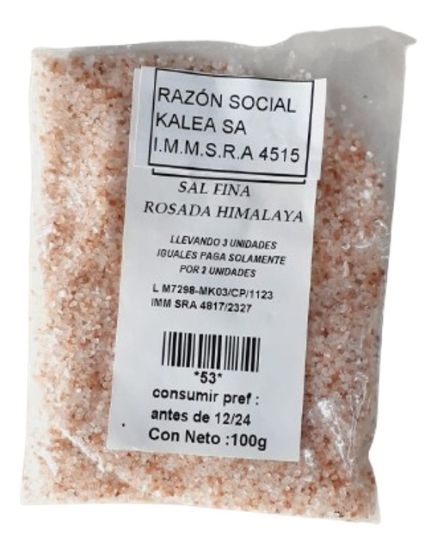 RAZÓN SOCIAL
KALEA SA
I.M.M.S.R.A 4515
SAL FINA
ROSADA HIMALAYA
LLEVANDO 3 UNIDADES
IGUALES PAGA SOLAMENTE
POR 2 UNIDADES
L M7298-MK03/CP/1123
IMM SRA 4817/2327
*53*
consumir pref :
antes de 12/24
Con Neto :100g